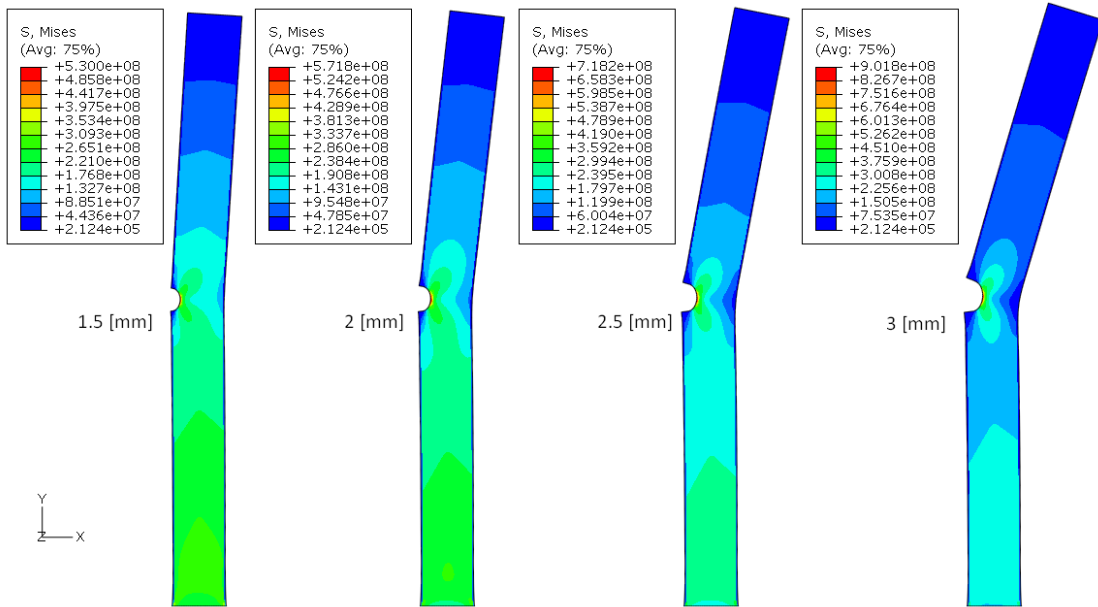 S, Mises
(Avg: 75%)
+5.300e+08
+4.858e+08
+4.417e+08
+3.975e+08
+3.534e+08
+3.093e+08
+2.651e+08
+2.210e+08
+1.768e+08
+1.327e+08
+8.851e+07
+4.436e+07
+2.124e+05
S, Mises
(Avg: 75%)
+5.718e+08
+5.242e+08
+4.766e+08
+4.289e+08
+3.813e+08
+3.337e+08
+2.860e+08
+2.384e+08
+1.908e+08
+1.431e+08
+9.548e+07
+4.785e+07
+2.124e+05
S, Mises
(Avg: 75%)
+7.182e+08
+6.583e+08
+5.985e+08
+5.387e+08
+4.789e+08
+4.190e+08
+3.592e+08
+2.994e+08
+2.395e+08
+1.797e+08
+1.199e+08
+6.004e+07
+2.124e+05
S, Mises
(Avg: 75%)
+9.018e+08
+8.267e+08
+7.516e+08
+6.764e+08
+6.013e+08
+5.262e+08
+4.510e+08
+3.759e+08
+3.008e+08
+2.256e+08
+1.505e+08
+7.535e+07
+2.124e+05
1.5 [mm]
2 [mm]
2.5 [mm]
3 [mm]
Y
Z
X